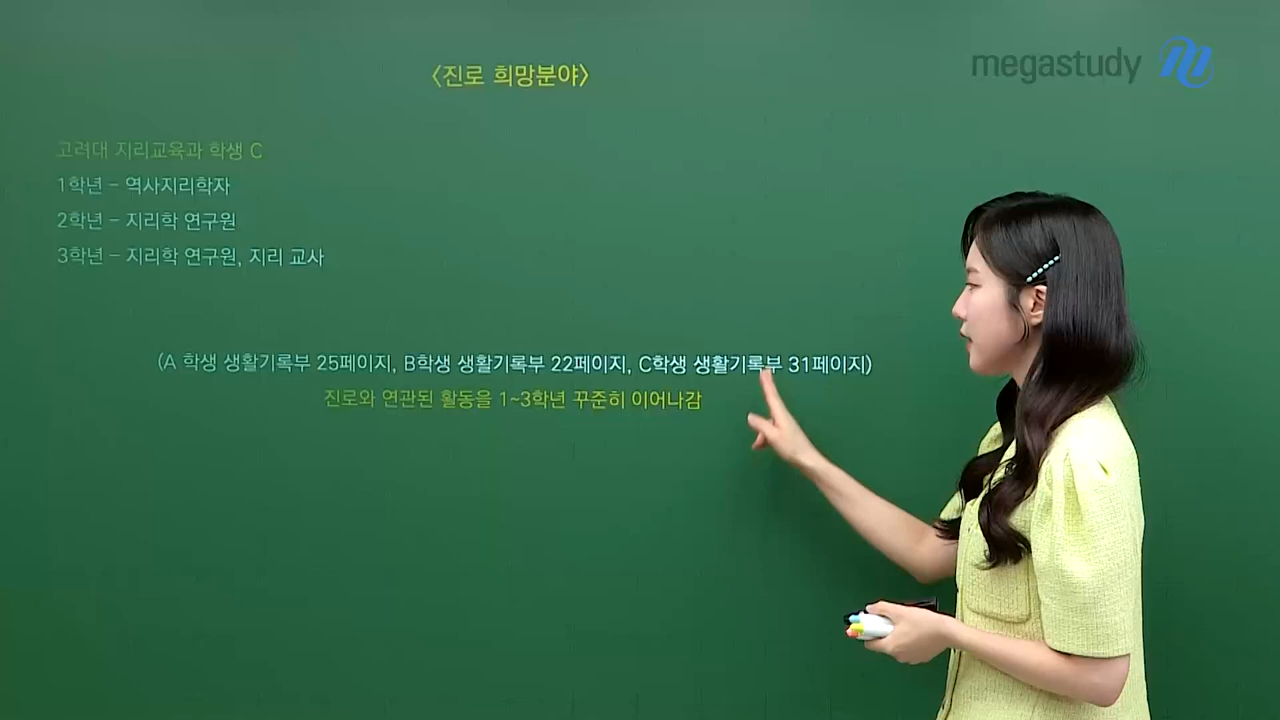 <진로 희망분야>
megastudy
고려대 지리교육과 학생 C
1학년 - 역사지리학자
2학년 - 지리학 연구원
3학년 - 지리학 연구원, 지리 교사
(A 학생 생활기록부 25페이지, B학생 생활기록부 22페이지, C학생 생활기록부 31페이지)
진로와 연관된 활동을 1~3학년 꾸준히 이어나감